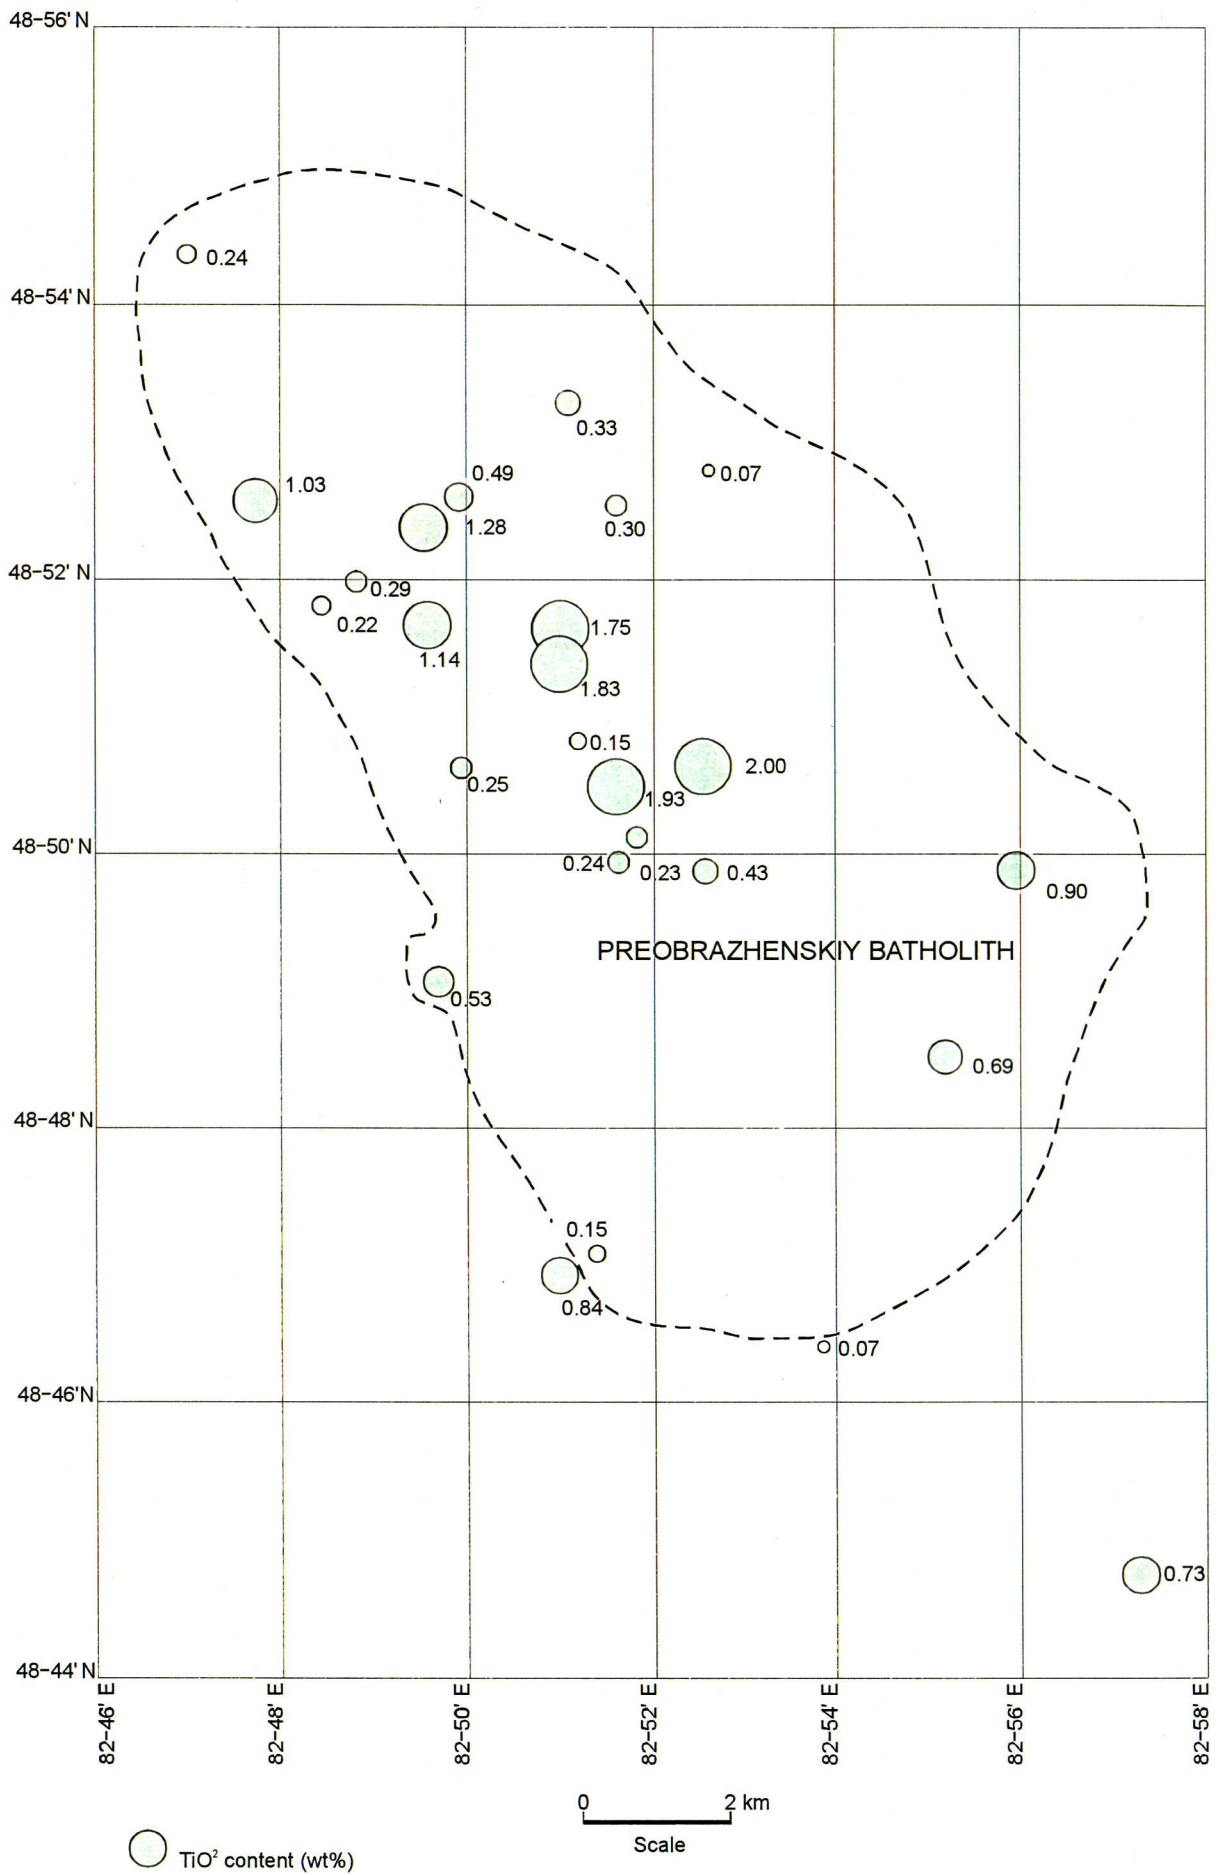 48-56' N
0.24
48-54' N
0.33
0.49
0.07
1.03
1.28
0.30
48-52' N
0.29
0.22
1.75
1.14
1.83
0.15
2.00
0.25
1.93
48-50' N
0.24
0.23
0.43
0.90
PREOBRAZHENSKIY BATHOLITH
0.53
0.69
48-48' N
0.15
0.84
0.07
48-46' N
0.73
48-44' N
82-46' E
82-48' E
82-50' E
82-52' E
82-54' E
82-56' E
82-58' E
0 2 km
Scale
TiO² content (wt%)